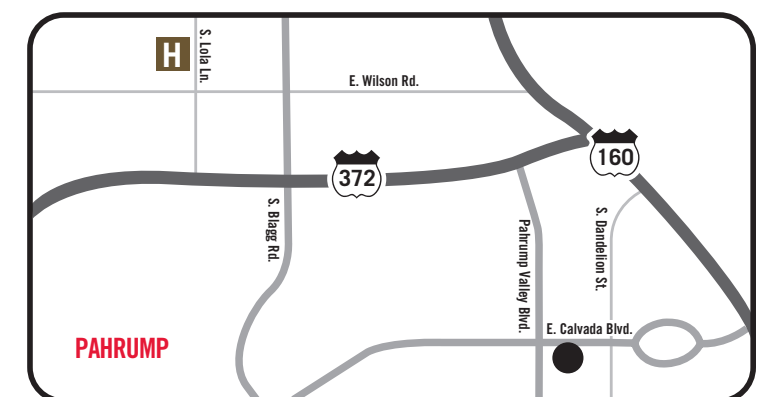 H
S. Lola Ln.
E. Wilson Rd.
160
372
S. Blagg Rd.
Pahrump Valley Blvd.
S. Dandelion St.
E. Calvada Blvd.
PAHRUMP